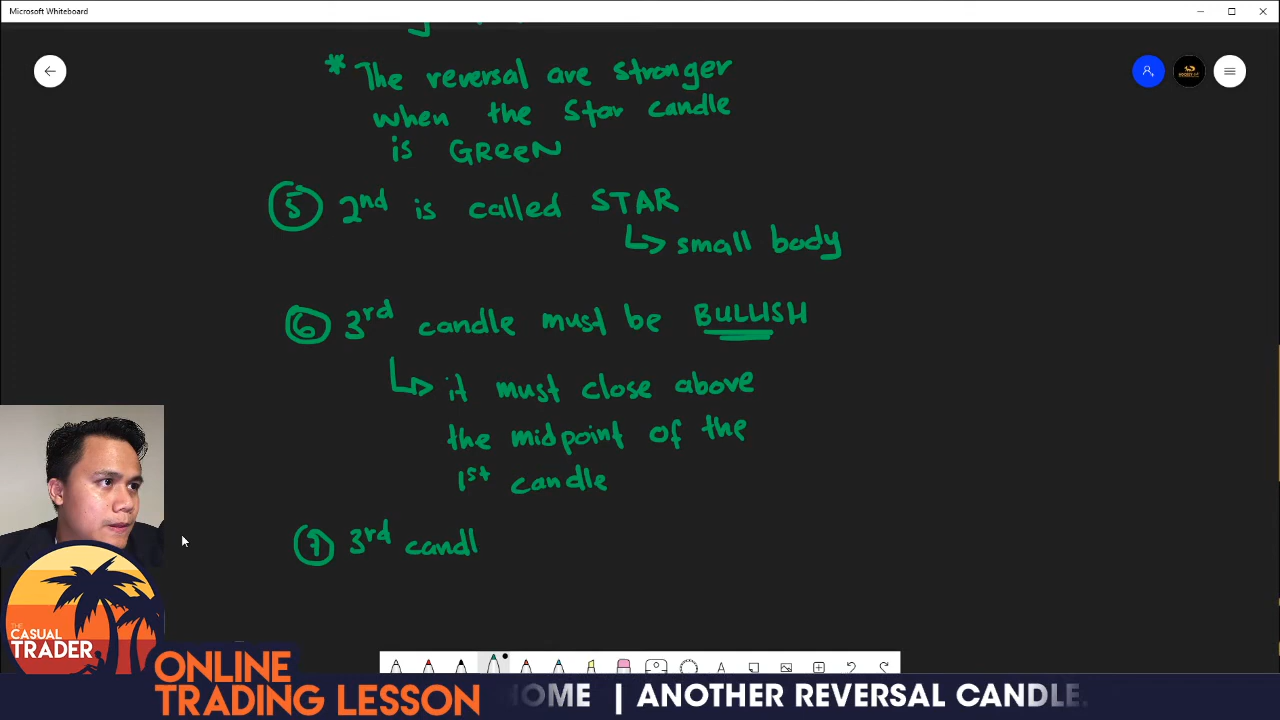 Microsoft Whiteboard
* The reversal are stronger
when the Star candle
is GREEN
5 2nd is called STAR
↳ small body
6 3rd candle must be BULLISH
↳ it must close above
the midpoint of the
1st candle
7 3rd candl
THE
CASUAL
TRADER
ONLINE
TRADING LESSON
HOME | ANOTHER REVERSAL CANDLE.